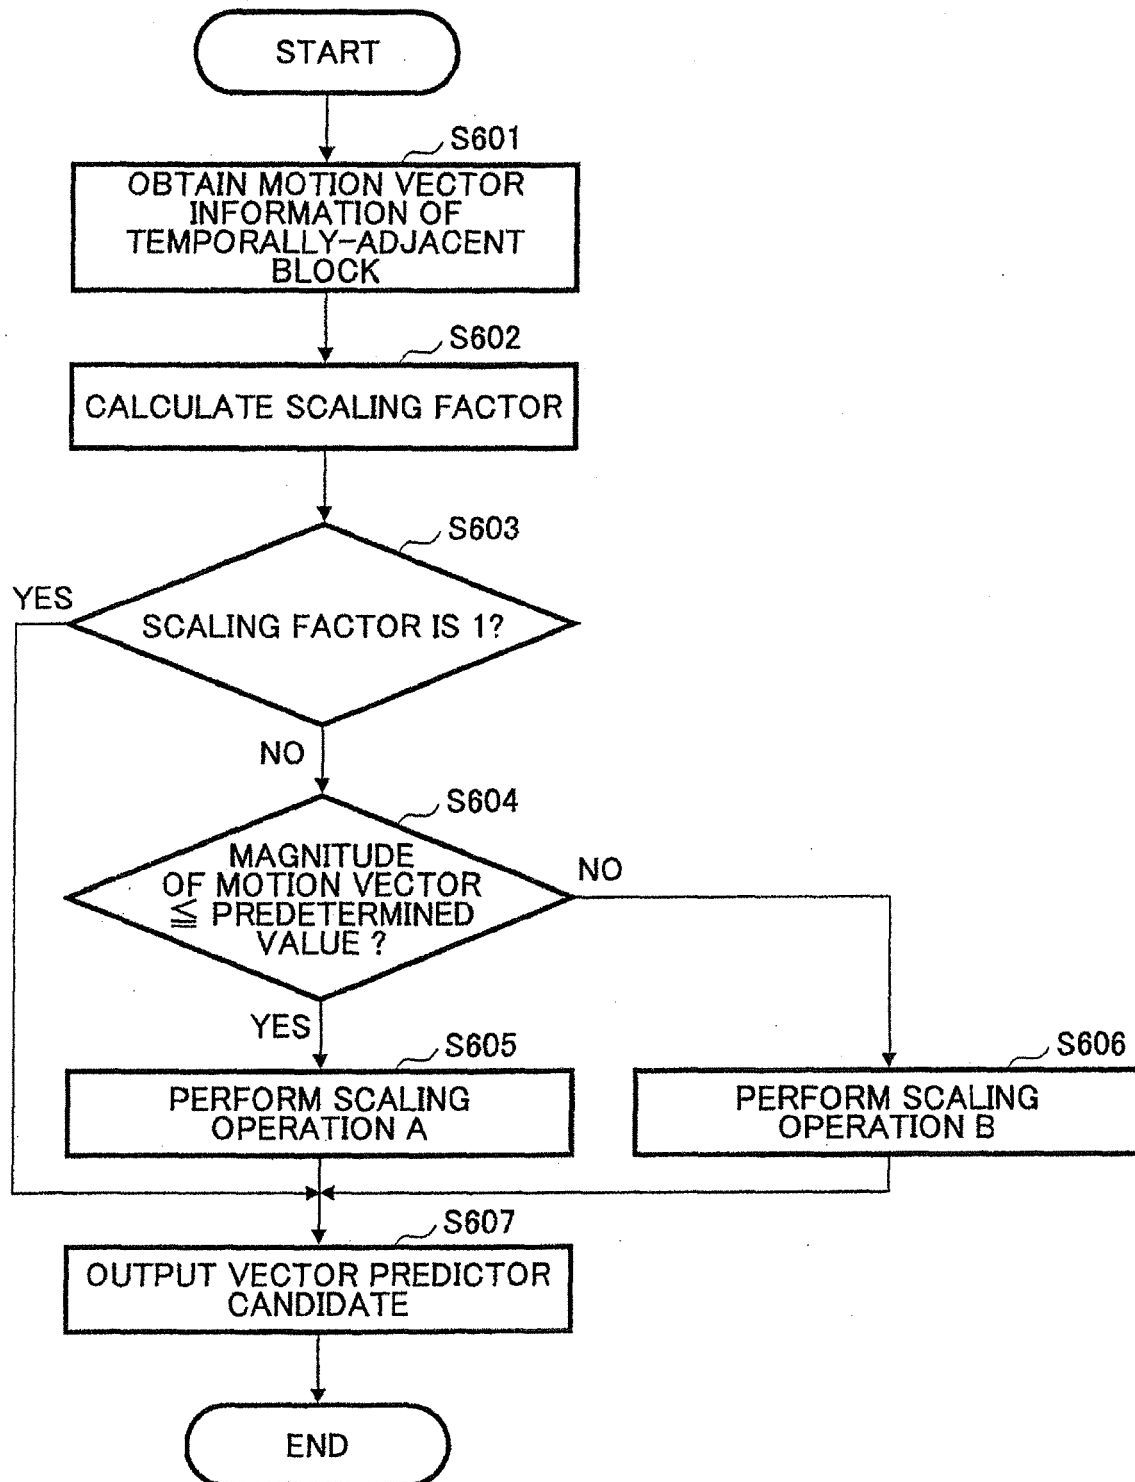 START
S601
OBTAIN MOTION VECTOR
INFORMATION OF
TEMPORALLY-ADJACENT
BLOCK
S602
CALCULATE SCALING FACTOR
S603
YES
SCALING FACTOR IS 1?
NO
S604
MAGNITUDE
OF MOTION VECTOR
≦ PREDETERMINED
VALUE ?
NO
YES
S605
PERFORM SCALING
OPERATION A
S606
PERFORM SCALING
OPERATION B
S607
OUTPUT VECTOR PREDICTOR
CANDIDATE
END